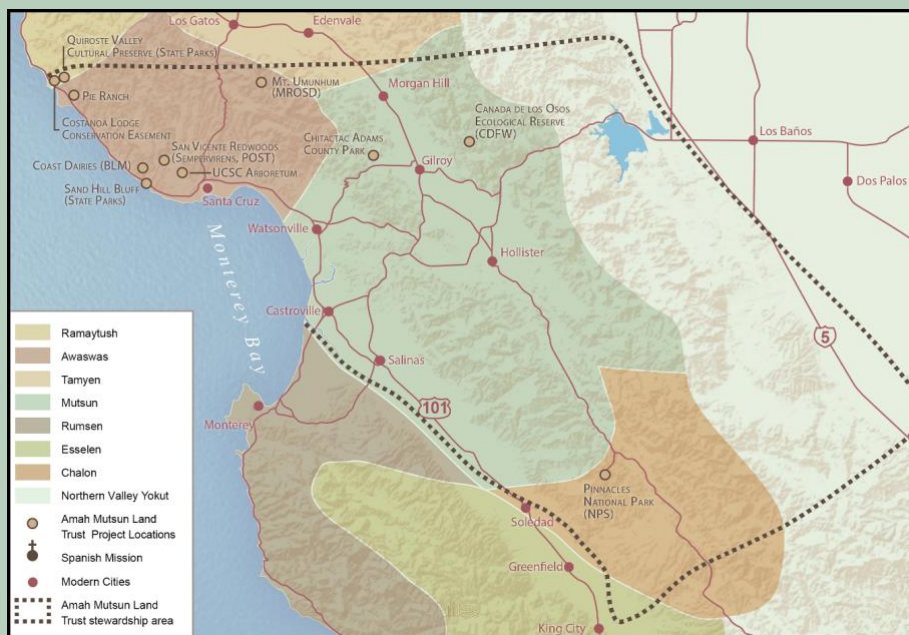 Los Gatos
Edenvale
Quiroste Valley
Cultural Preserve (State Parks)
Mt. Umunhum
(MROSD)
Morgan Hill
Pie Ranch
Costanoa Lodge
Conservation Easement
Canada de los Osos
Ecological Reserve
(CDFW)
Chitactac Adams
County Park
Los Baños
San Vicente Redwoods
(Sempervirens, POST)
Coast Dairies (BLM)
UCSC Arboretum
Gilroy
Dos Palos
Sand Hill Bluff
(State Parks)
Santa Cruz
Watsonville
Monterey Bay
Hollister
Castroville
5
Salinas
101
Monterey
Pinnacles
National Park
(NPS)
Soledad
Greenfield
King City
Ramaytush
Awaswas
Tamyen
Mutsun
Rumsen
Esselen
Chalon
Northern Valley Yokut
Amah Mutsun Land
Trust Project Locations
Spanish Mission
Modern Cities
Amah Mutsun Land
Trust stewardship area